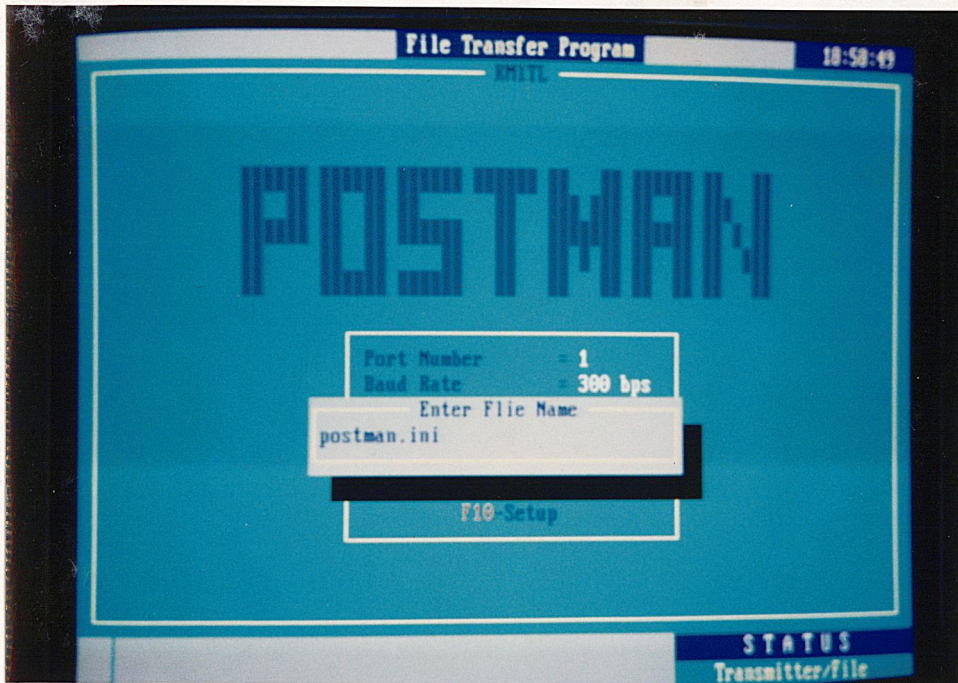 File Transfer Program
18:58:49
KMITL
POSTMAN
Port Number = 1
Baud Rate = 300 bps
Enter Flie Name
postman.ini
F10-Setup
STATUS
Transmitter/File